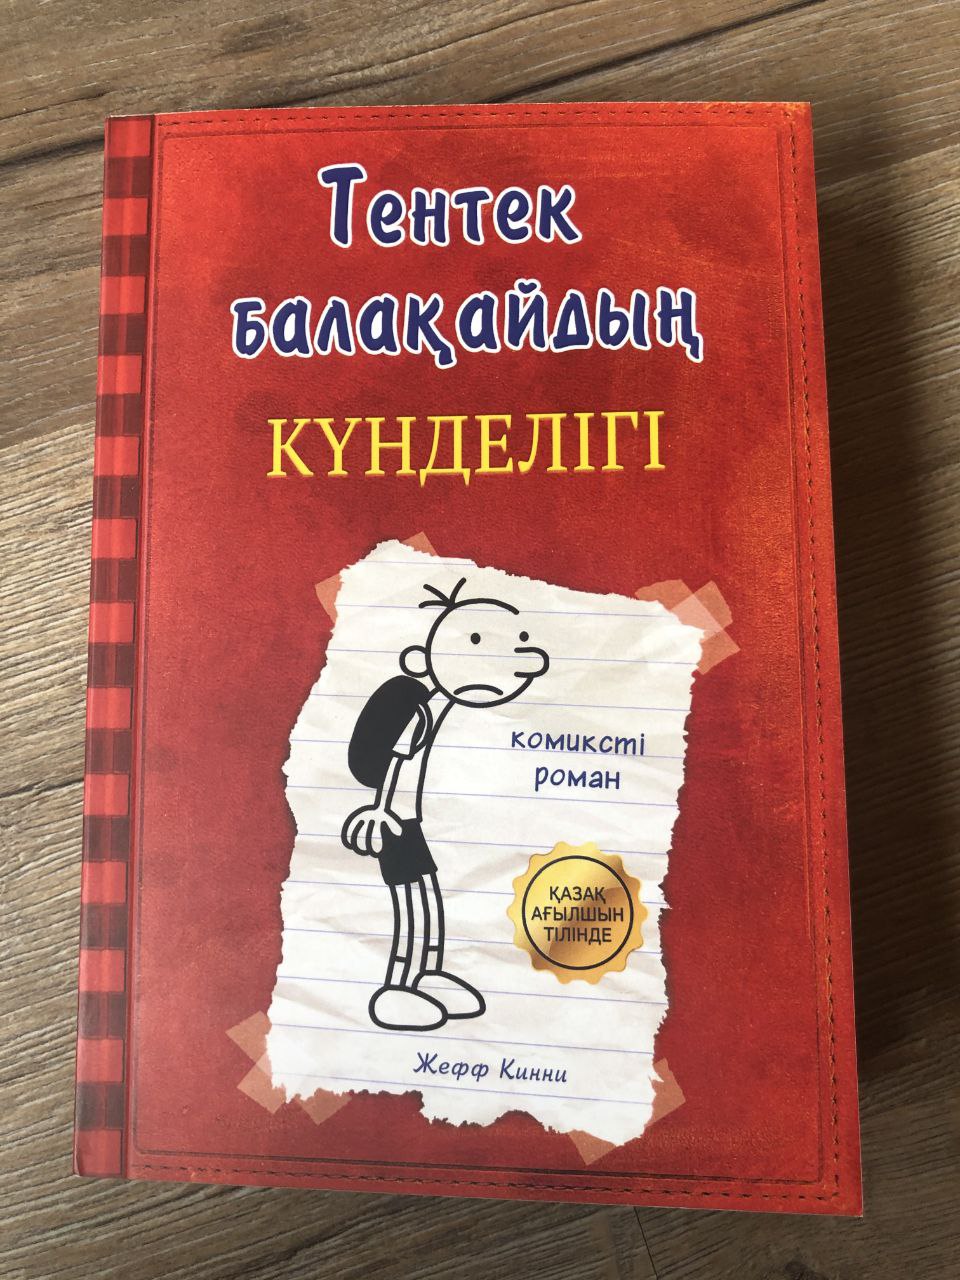 Тентек
балақайдың
КҮНДЕЛІГІ
комиксті
роман
ҚАЗАҚ
АҒЫЛШЫН
ТІЛІНДЕ
Жефф Кинни